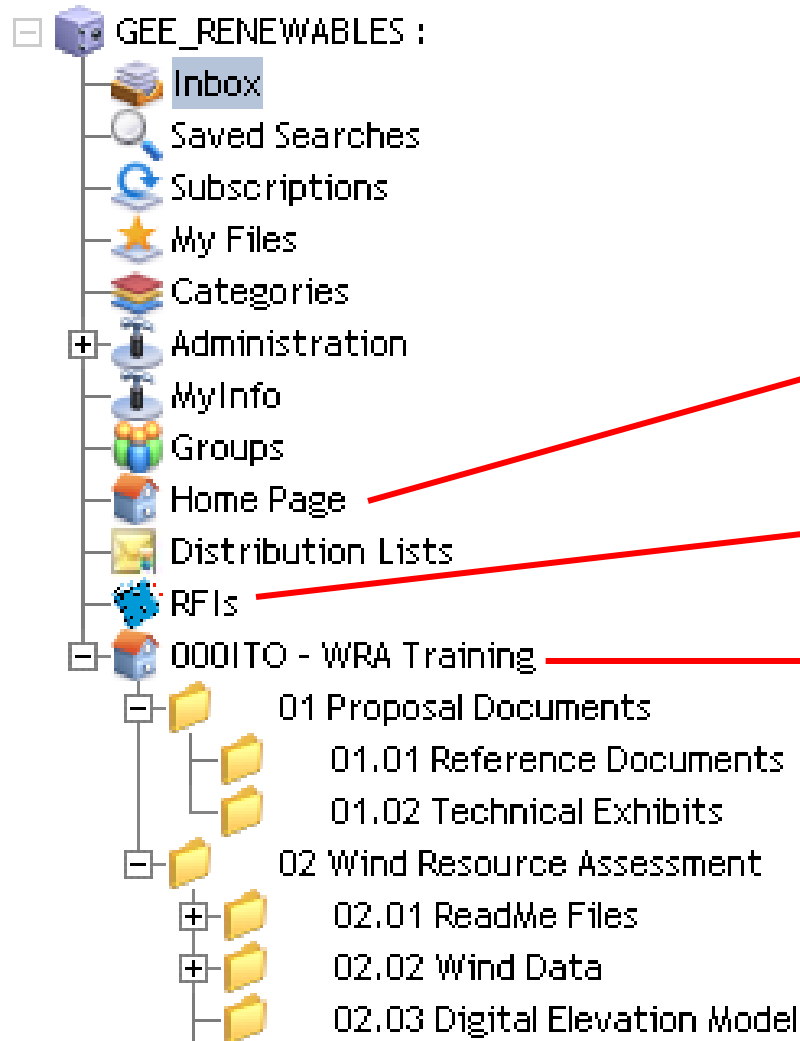 GEE_RENEWABLES :
Inbox
Saved Searches
Subscriptions
My Files
Categories
Administration
MyInfo
Groups
Home Page
Distribution Lists
RFIs
000ITO - WRA Training
01 Proposal Documents
01.01 Reference Documents
01.02 Technical Exhibits
02 Wind Resource Assessment
02.01 ReadMe Files
02.02 Wind Data
02.03 Digital Elevation Model